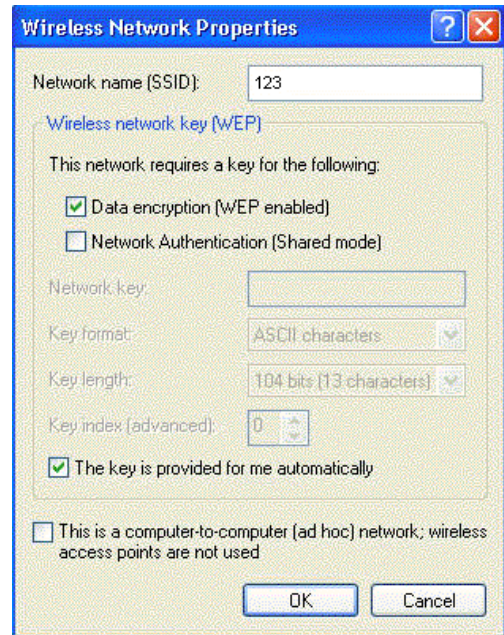 Wireless Network Properties
Network name (SSID): 123
Wireless network key (WEP)
This network requires a key for the following:
Data encryption (WEP enabled)
Network Authentication (Shared mode)
Network key:
Key format: ASCII characters
Key length: 104 bits (13 characters)
Key index (advanced): 0
The key is provided for me automatically
This is a computer-to-computer (ad hoc) network; wireless
access points are not used
OK Cancel